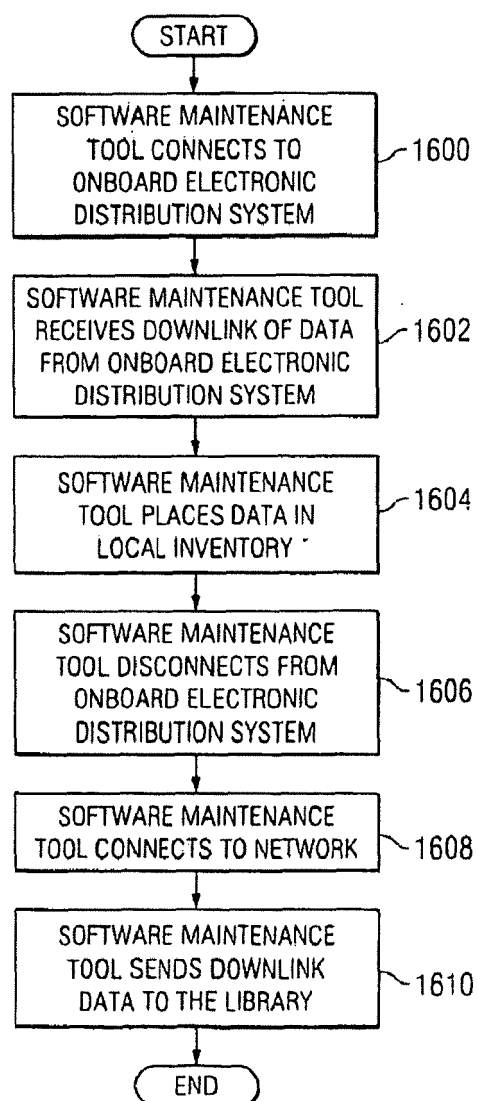 START
SOFTWARE MAINTENANCE
TOOL CONNECTS TO
ONBOARD ELECTRONIC
DISTRIBUTION SYSTEM
1600
SOFTWARE MAINTENANCE TOOL
RECEIVES DOWNLINK OF DATA
FROM ONBOARD ELECTRONIC
DISTRIBUTION SYSTEM
1602
SOFTWARE MAINTENANCE
TOOL PLACES DATA IN
LOCAL INVENTORY
1604
SOFTWARE MAINTENANCE
TOOL DISCONNECTS FROM
ONBOARD ELECTRONIC
DISTRIBUTION SYSTEM
1606
SOFTWARE MAINTENANCE
TOOL CONNECTS TO NETWORK
1608
SOFTWARE MAINTENANCE
TOOL SENDS DOWNLINK
DATA TO THE LIBRARY
1610
END